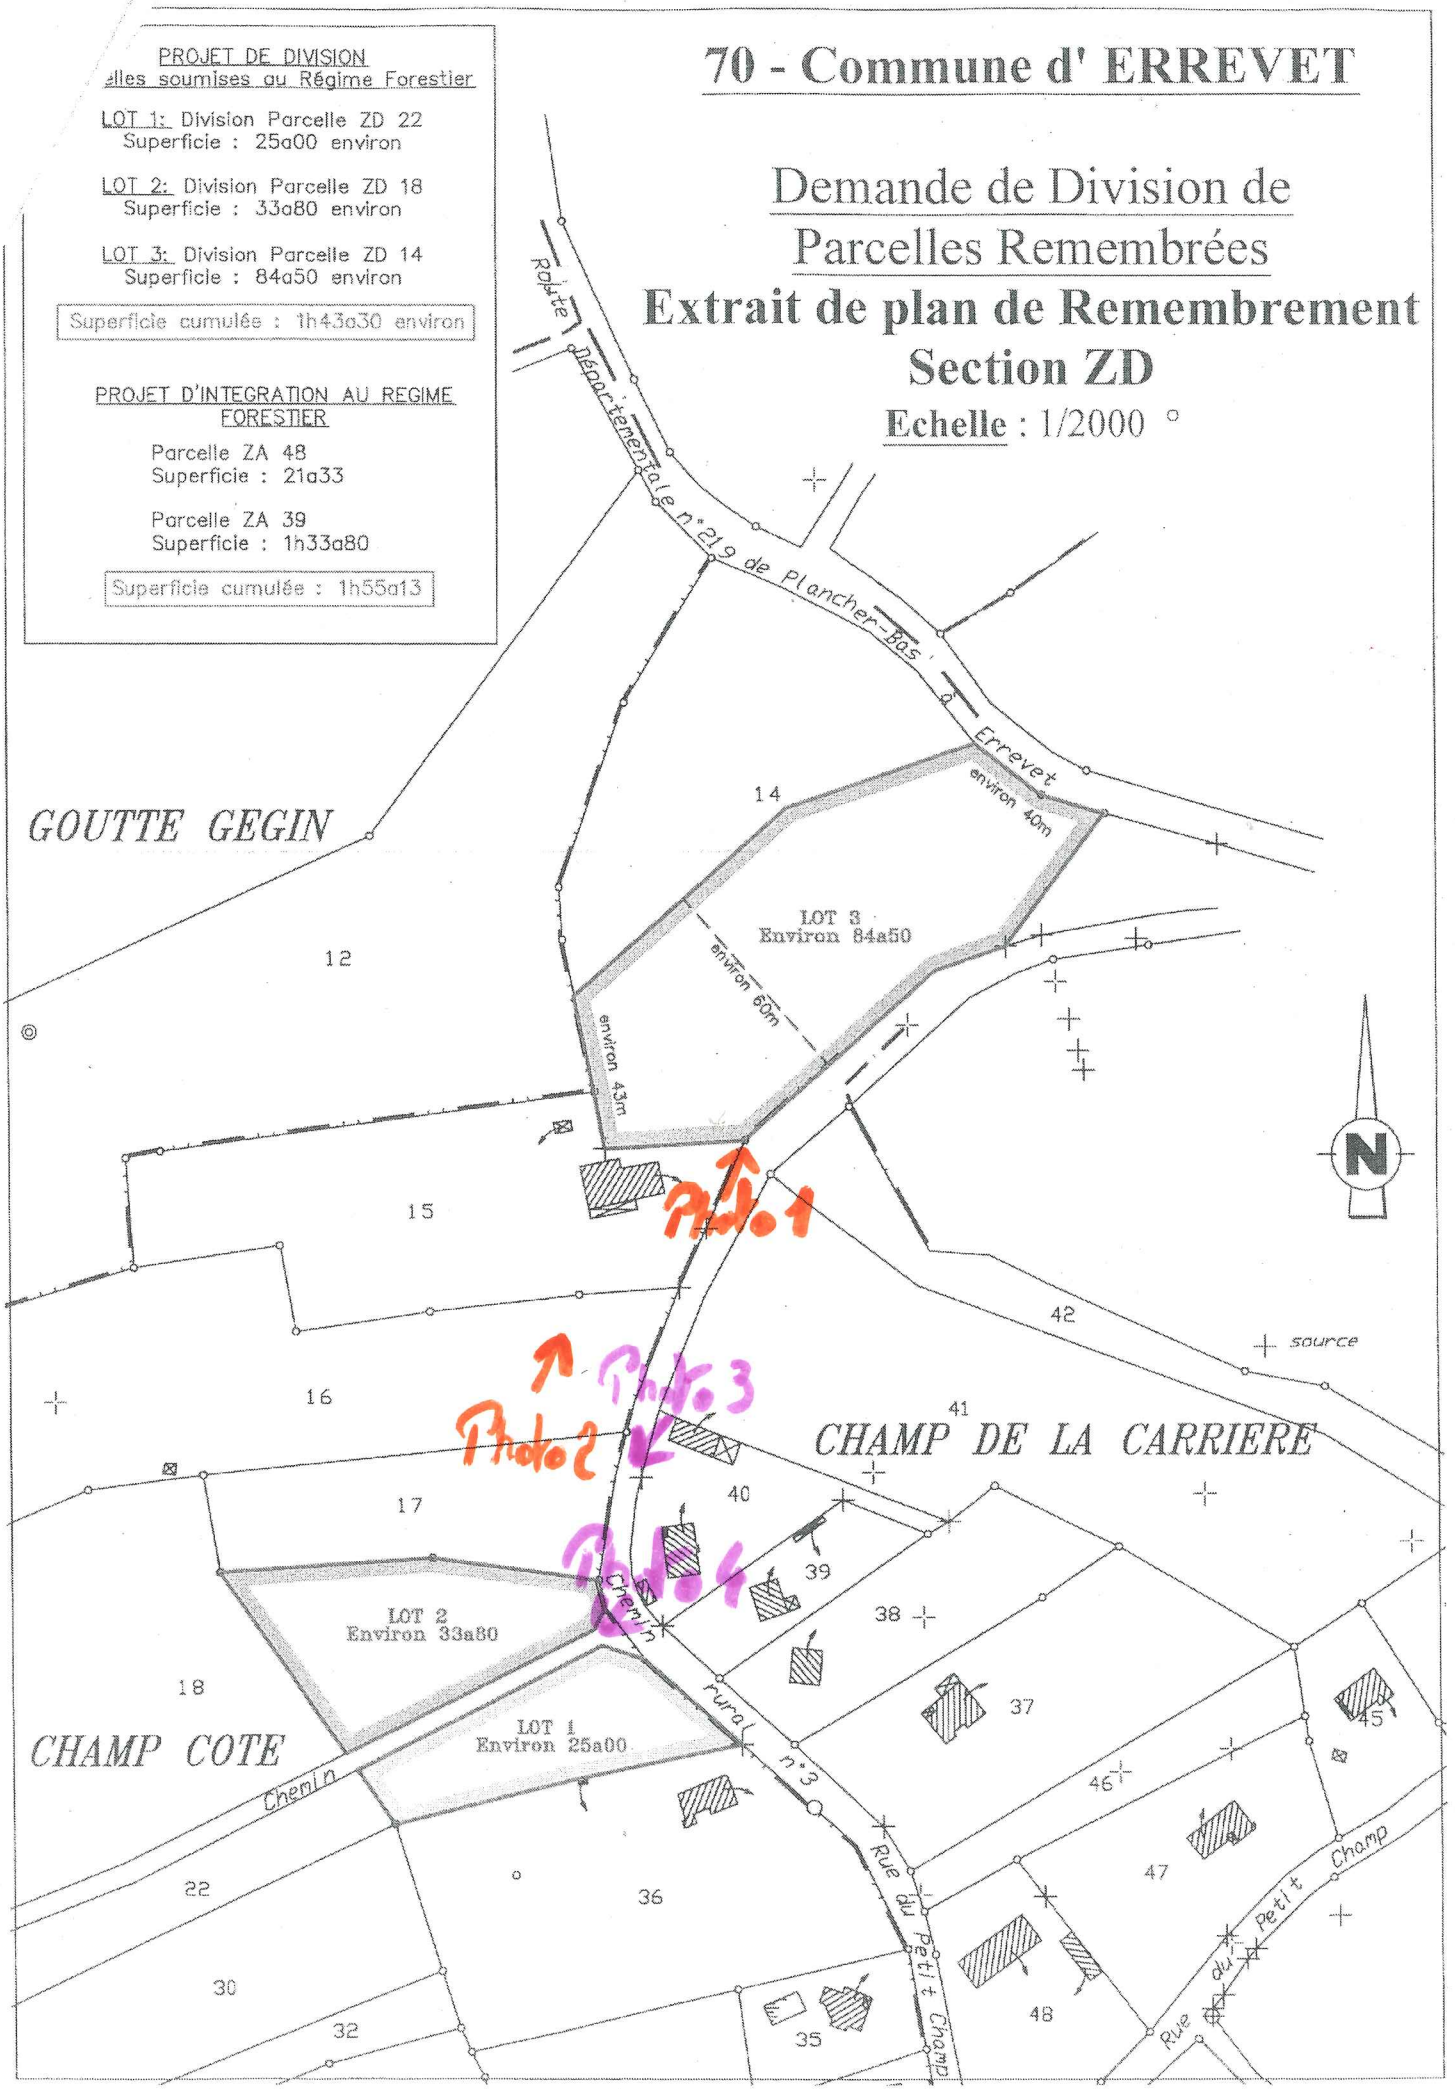 PROJET DE DIVISION
elles soumises au Régime Forestier
LOT 1: Division Parcelle ZD 22
Superficie : 25a00 environ
LOT 2: Division Parcelle ZD 18
Superficie : 33a80 environ
LOT 3: Division Parcelle ZD 14
Superficie : 84a50 environ
Superficie cumulée : 1h43a30 environ
PROJET D'INTEGRATION AU REGIME
FORESTIER
Parcelle ZA 48
Superficie : 21a33
Parcelle ZA 39
Superficie : 1h33a80
Superficie cumulée : 1h55a13
70 - Commune d' ERREVET
Demande de Division de
Parcelles Remembrées
Extrait de plan de Remembrement
Section ZD
Echelle : 1/2000 °
Route Départementale n°219 de Plancher-Bas à Errevet
14
environ 40m
GOUTTE GEGIN
LOT 3
Environ 84a50
12
environ 60m
environ 43m
N
15
Photo 1
42
source
Photo 3
16
Photo 2
41
CHAMP DE LA CARRIERE
40
17
Photo 4
39
38
LOT 2
Environ 33a80
Chemin rural n°3
18
37
45
LOT 1
Environ 25a00
CHAMP COTE
Chemin
46
47
Rue du Petit Champ
22
36
Rue du Petit Champ
30
32
35
48